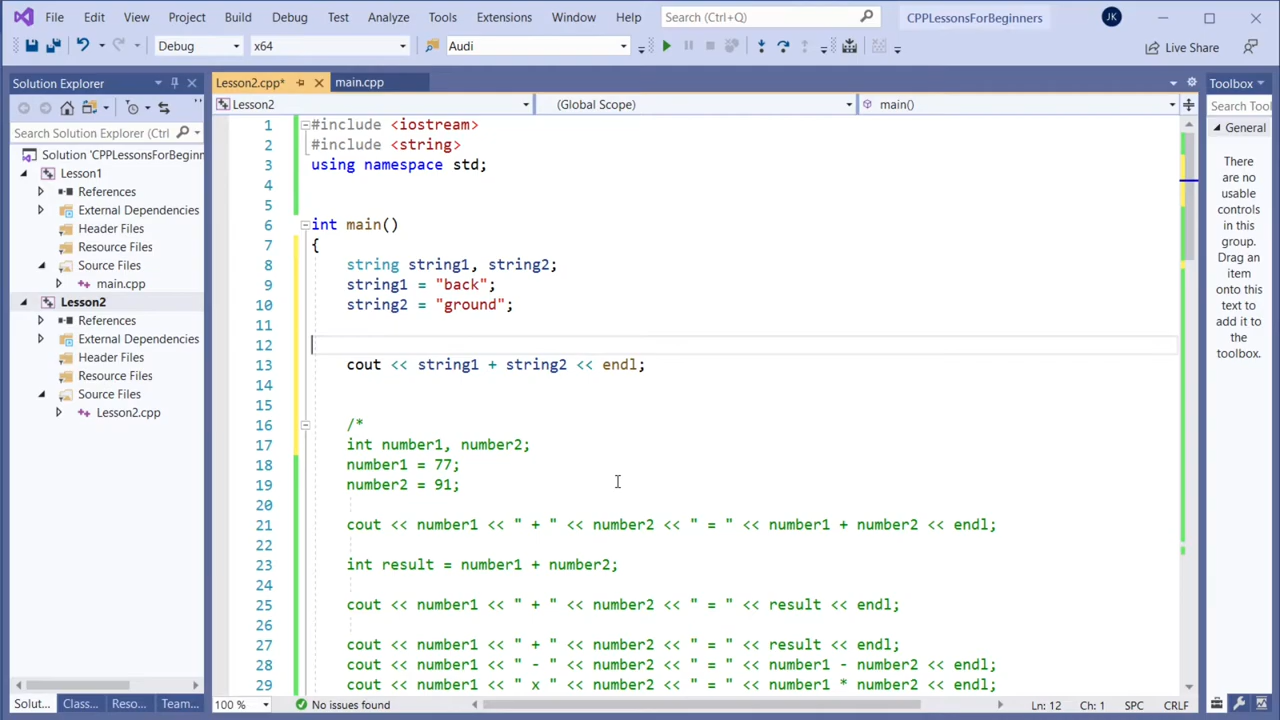 File Edit View Project Build Debug Test Analyze Tools Extensions Window Help Search (Ctrl+Q) CPPLessonsForBeginners JK
Debug x64 Audi Live Share
Solution Explorer
Search Solution Explorer (Ctrl
Solution 'CPPLessonsForBeginn
Lesson1
References
External Dependencies
Header Files
Resource Files
Source Files
main.cpp
Lesson2
References
External Dependencies
Header Files
Resource Files
Source Files
Lesson2.cpp
Solut... Class... Reso... Team...
Lesson2.cpp* main.cpp
Lesson2 (Global Scope) main()
1 #include <iostream>
2 #include <string>
3 using namespace std;
4
5
6 int main()
7 {
8 string string1, string2;
9 string1 = "back";
10 string2 = "ground";
11
12
13 cout << string1 + string2 << endl;
14
15
16 /*
17 int number1, number2;
18 number1 = 77;
19 number2 = 91;
20
21 cout << number1 << " + " << number2 << " = " << number1 + number2 << endl;
22
23 int result = number1 + number2;
24
25 cout << number1 << " + " << number2 << " = " << result << endl;
26
27 cout << number1 << " + " << number2 << " = " << result << endl;
28 cout << number1 << " - " << number2 << " = " << number1 - number2 << endl;
29 cout << number1 << " x " << number2 << " = " << number1 * number2 << endl;
100 % No issues found Ln: 12 Ch: 1 SPC CRLF
Toolbox
Search Tool
General
There
are no
usable
controls
in this
group.
Drag an
item
onto this
text to
add it to
the
toolbox.